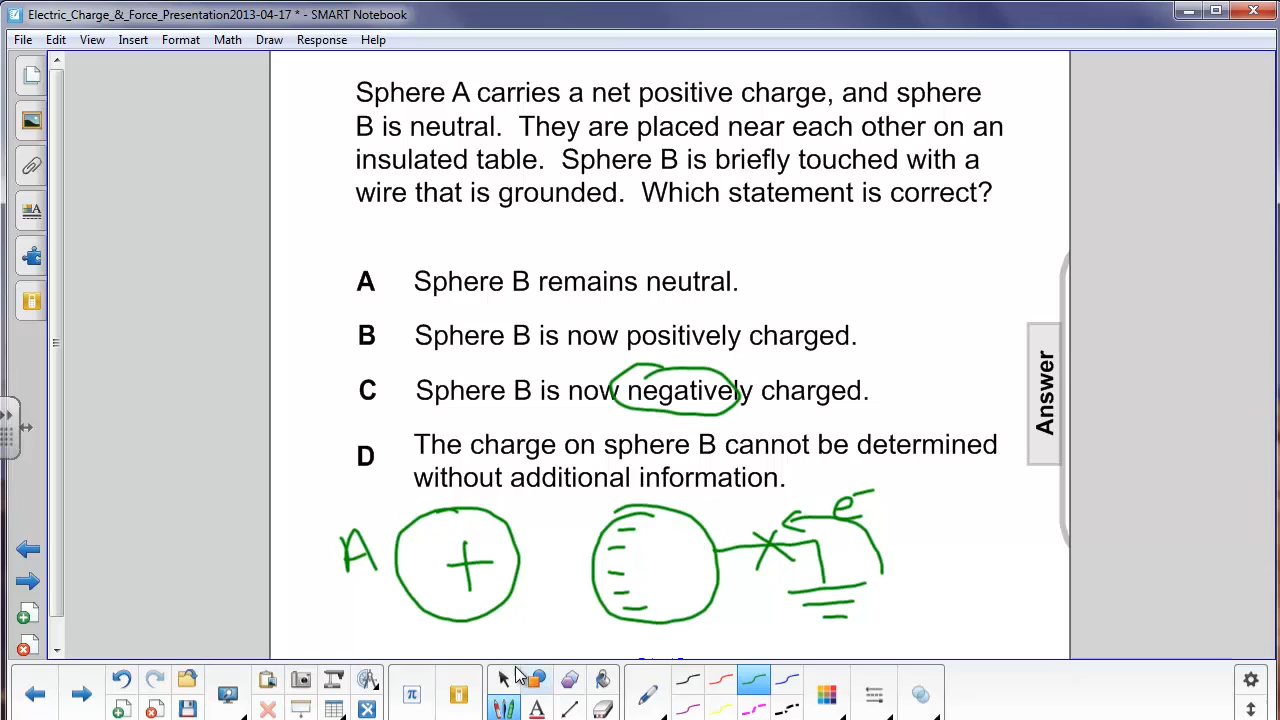 Electric_Charge_&_Force_Presentation2013-04-17 * - SMART Notebook
File Edit View Insert Format Math Draw Response Help
Sphere A carries a net positive charge, and sphere
B is neutral. They are placed near each other on an
insulated table. Sphere B is briefly touched with a
wire that is grounded. Which statement is correct?
A Sphere B remains neutral.
B Sphere B is now positively charged.
C Sphere B is now negatively charged.
D The charge on sphere B cannot be determined
without additional information.
Answer
A + e⁻
π
A